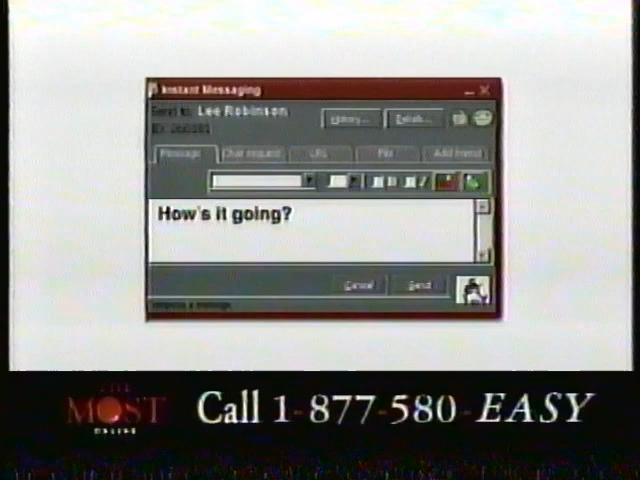 Instant Messaging
Send to: Lee Robinson
History... Details...
Message Chat request URL File Add friend
How's it going?
Cancel Send
message
THE
MOST
ONLINE
Call 1-877-580-EASY